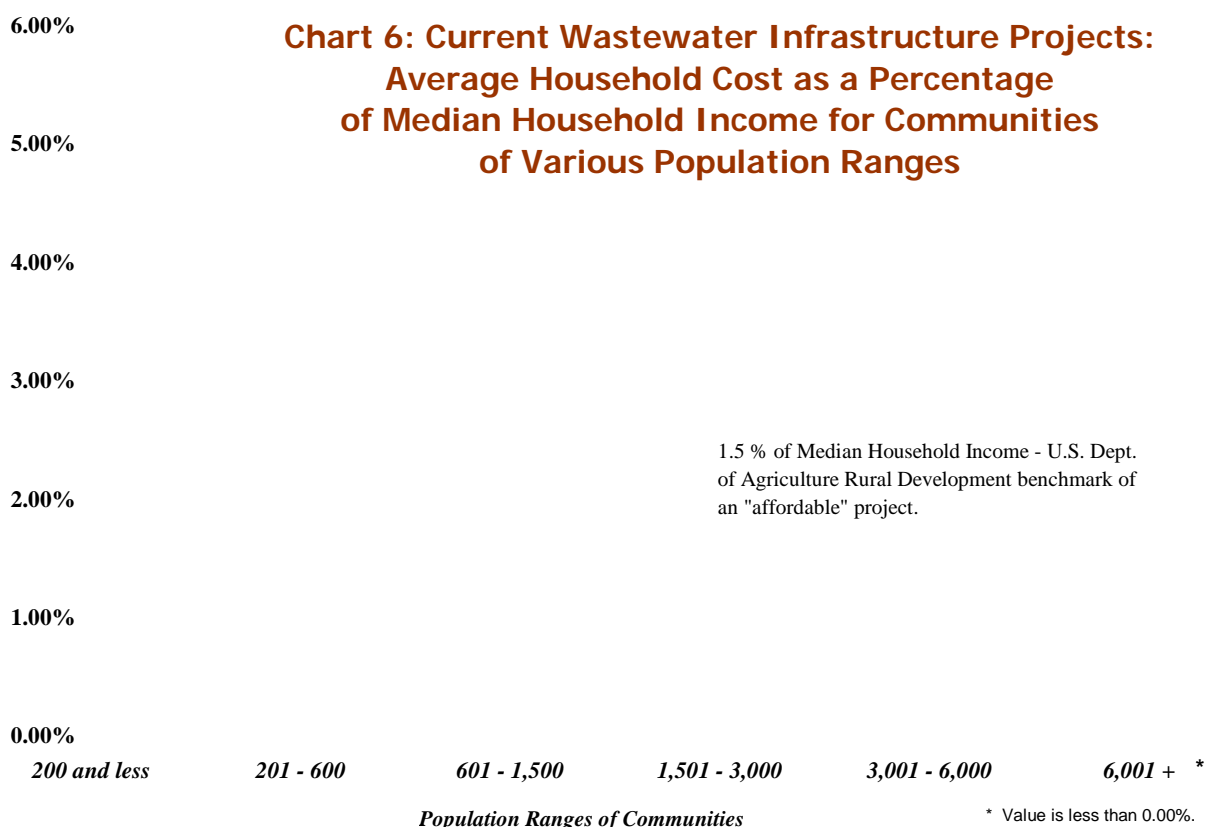 6.00%
Chart 6: Current Wastewater Infrastructure Projects:
Average Household Cost as a Percentage
of Median Household Income for Communities
of Various Population Ranges
5.00%
4.00%
3.00%
1.5 % of Median Household Income - U.S. Dept.
of Agriculture Rural Development benchmark of
an "affordable" project.
2.00%
1.00%
0.00%
200 and less 201 - 600 601 - 1,500 1,501 - 3,000 3,001 - 6,000 6,001 + *
Population Ranges of Communities
* Value is less than 0.00%.